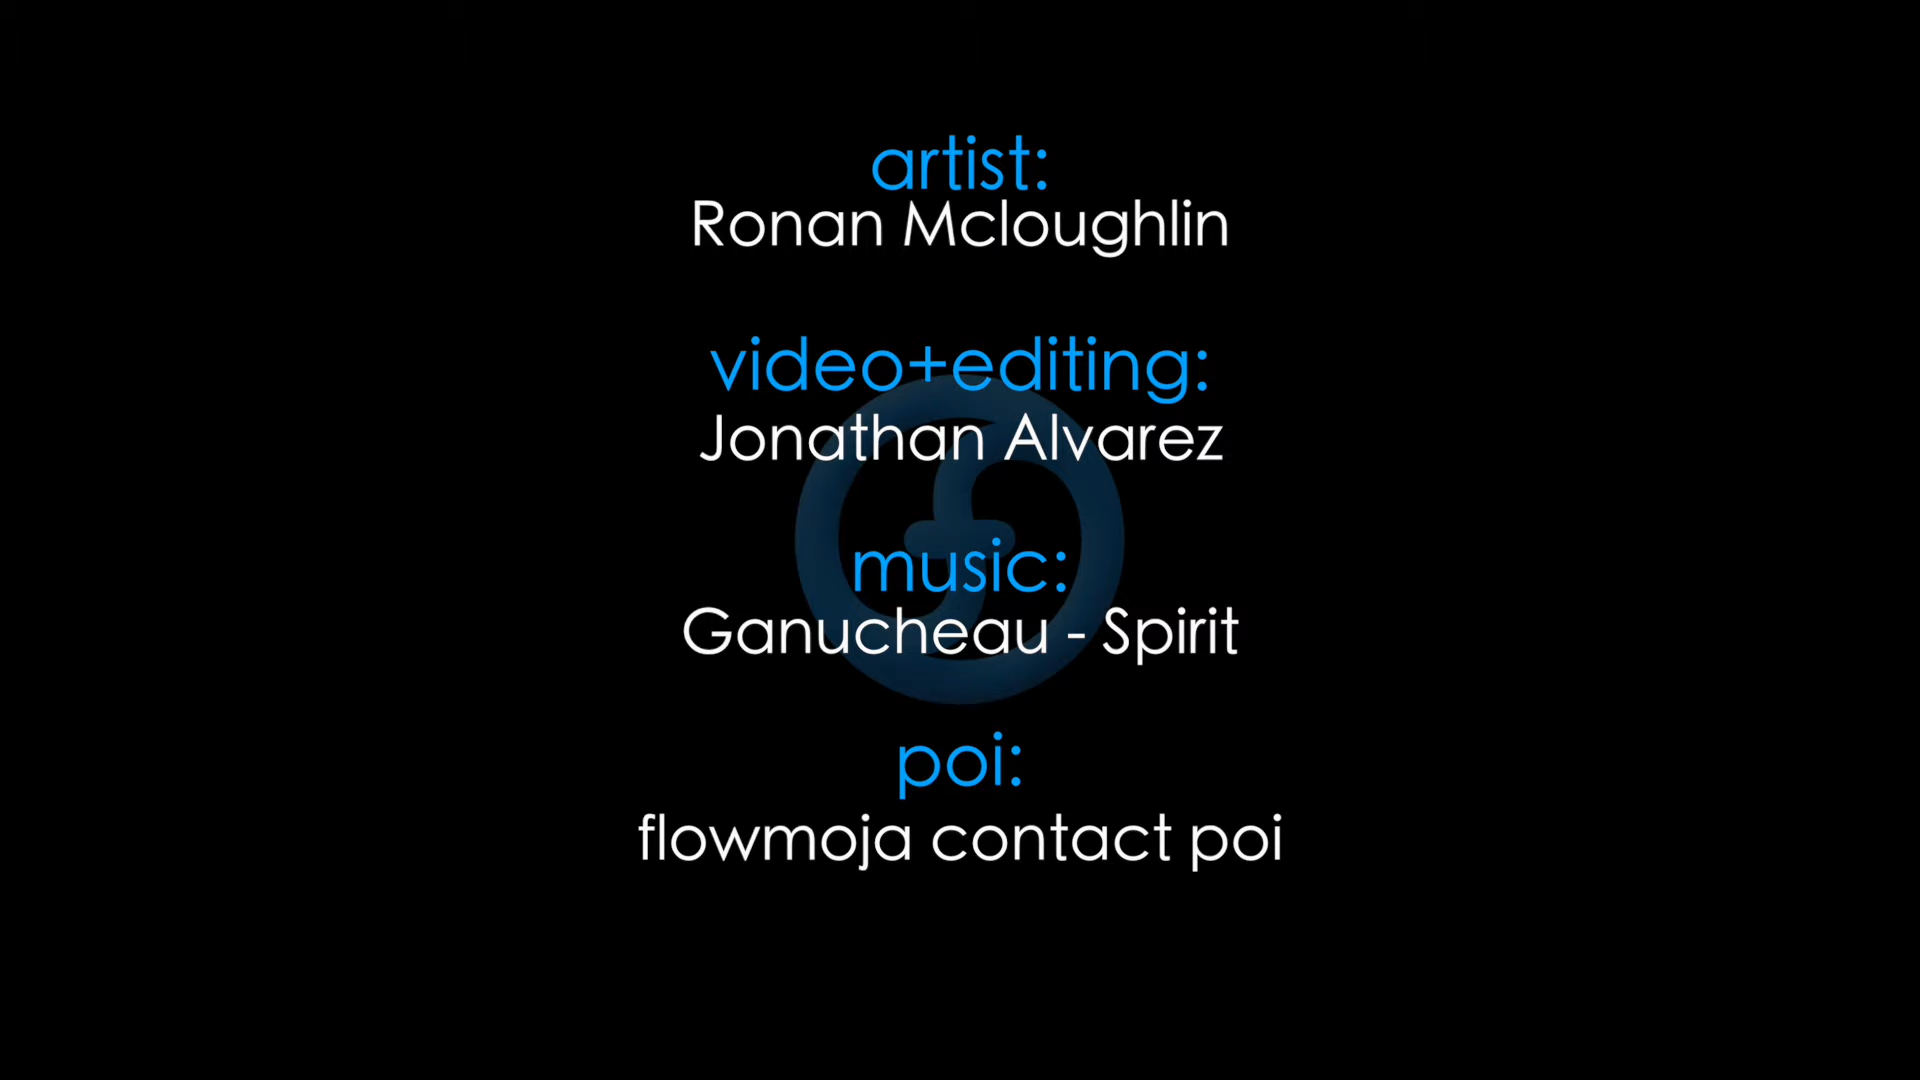 artist:
Ronan Mcloughlin
video+editing:
Jonathan Alvarez
music:
Ganucheau - Spirit
poi:
flowmoja contact poi